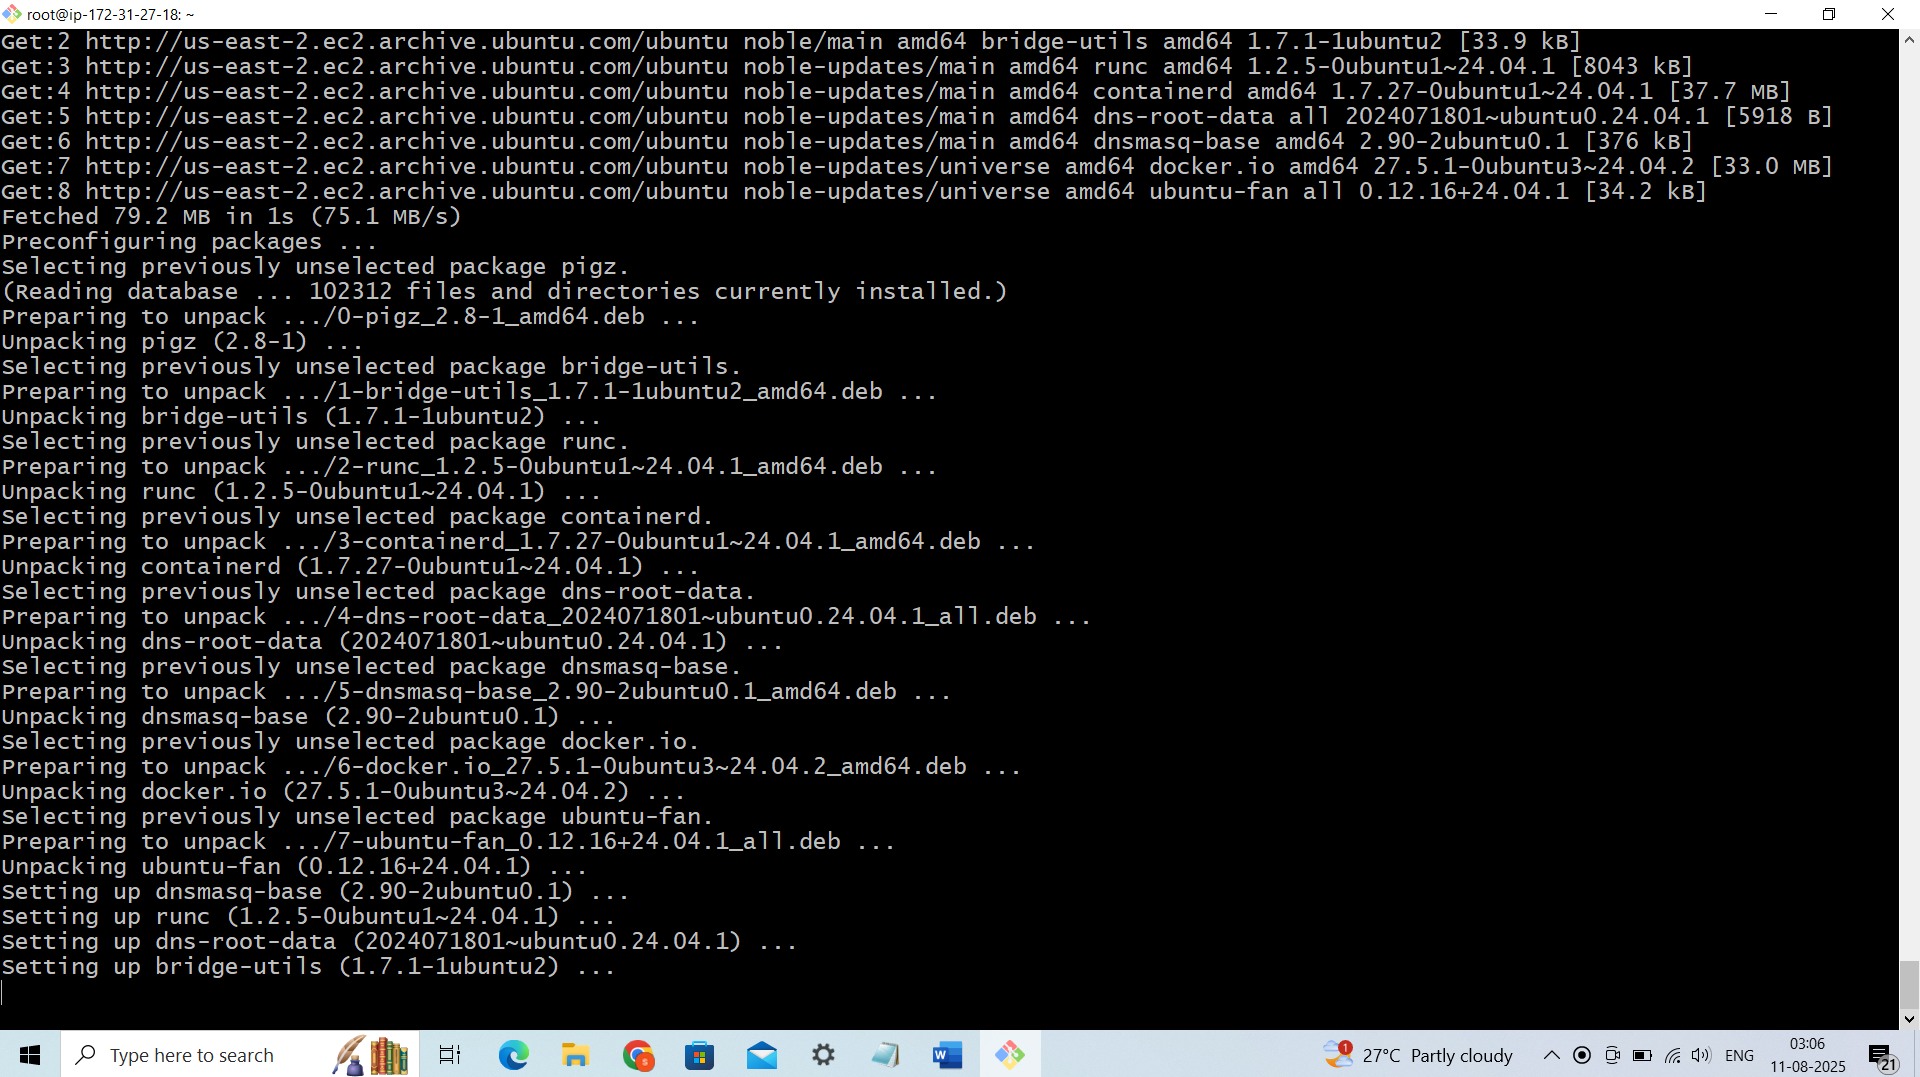 root@ip-172-31-27-18: ~
Get:2 http://us-east-2.ec2.archive.ubuntu.com/ubuntu noble/main amd64 bridge-utils amd64 1.7.1-1ubuntu2 [33.9 kB]
Get:3 http://us-east-2.ec2.archive.ubuntu.com/ubuntu noble-updates/main amd64 runc amd64 1.2.5-0ubuntu1~24.04.1 [8043 kB]
Get:4 http://us-east-2.ec2.archive.ubuntu.com/ubuntu noble-updates/main amd64 containerd amd64 1.7.27-0ubuntu1~24.04.1 [37.7 MB]
Get:5 http://us-east-2.ec2.archive.ubuntu.com/ubuntu noble-updates/main amd64 dns-root-data all 2024071801~ubuntu0.24.04.1 [5918 B]
Get:6 http://us-east-2.ec2.archive.ubuntu.com/ubuntu noble-updates/main amd64 dnsmasq-base amd64 2.90-2ubuntu0.1 [376 kB]
Get:7 http://us-east-2.ec2.archive.ubuntu.com/ubuntu noble-updates/universe amd64 docker.io amd64 27.5.1-0ubuntu3~24.04.2 [33.0 MB]
Get:8 http://us-east-2.ec2.archive.ubuntu.com/ubuntu noble-updates/universe amd64 ubuntu-fan all 0.12.16+24.04.1 [34.2 kB]
Fetched 79.2 MB in 1s (75.1 MB/s)
Preconfiguring packages ...
Selecting previously unselected package pigz.
(Reading database ... 102312 files and directories currently installed.)
Preparing to unpack .../0-pigz_2.8-1_amd64.deb ...
Unpacking pigz (2.8-1) ...
Selecting previously unselected package bridge-utils.
Preparing to unpack .../1-bridge-utils_1.7.1-1ubuntu2_amd64.deb ...
Unpacking bridge-utils (1.7.1-1ubuntu2) ...
Selecting previously unselected package runc.
Preparing to unpack .../2-runc_1.2.5-0ubuntu1~24.04.1_amd64.deb ...
Unpacking runc (1.2.5-0ubuntu1~24.04.1) ...
Selecting previously unselected package containerd.
Preparing to unpack .../3-containerd_1.7.27-0ubuntu1~24.04.1_amd64.deb ...
Unpacking containerd (1.7.27-0ubuntu1~24.04.1) ...
Selecting previously unselected package dns-root-data.
Preparing to unpack .../4-dns-root-data_2024071801~ubuntu0.24.04.1_all.deb ...
Unpacking dns-root-data (2024071801~ubuntu0.24.04.1) ...
Selecting previously unselected package dnsmasq-base.
Preparing to unpack .../5-dnsmasq-base_2.90-2ubuntu0.1_amd64.deb ...
Unpacking dnsmasq-base (2.90-2ubuntu0.1) ...
Selecting previously unselected package docker.io.
Preparing to unpack .../6-docker.io_27.5.1-0ubuntu3~24.04.2_amd64.deb ...
Unpacking docker.io (27.5.1-0ubuntu3~24.04.2) ...
Selecting previously unselected package ubuntu-fan.
Preparing to unpack .../7-ubuntu-fan_0.12.16+24.04.1_all.deb ...
Unpacking ubuntu-fan (0.12.16+24.04.1) ...
Setting up dnsmasq-base (2.90-2ubuntu0.1) ...
Setting up runc (1.2.5-0ubuntu1~24.04.1) ...
Setting up dns-root-data (2024071801~ubuntu0.24.04.1) ...
Setting up bridge-utils (1.7.1-1ubuntu2) ...
Type here to search
S
W
1
27°C Partly cloudy
ENG
03:06
11-08-2025
21